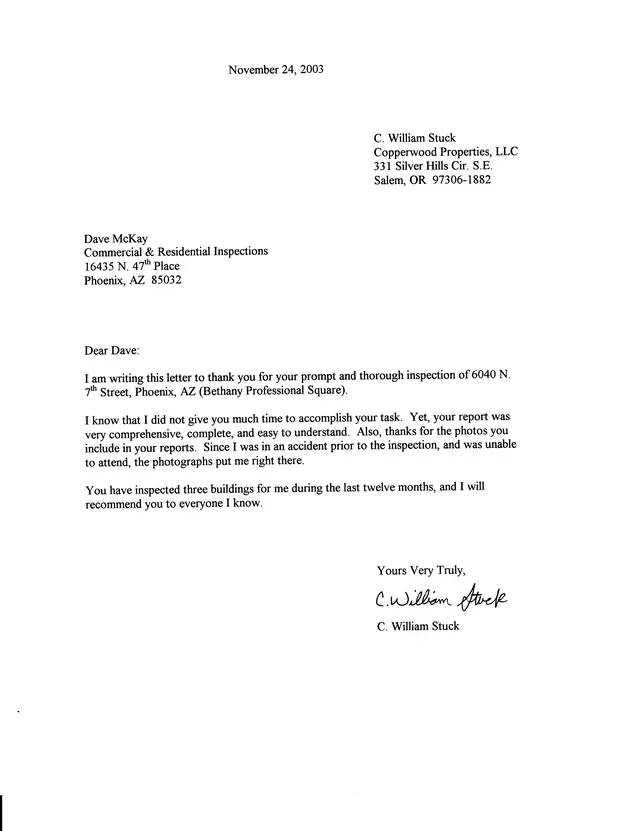 November 24, 2003
C. William Stuck
Copperwood Properties, LLC
331 Silver Hills Cir. S.E.
Salem, OR 97306-1882
Dave McKay
Commercial & Residential Inspections
16435 N. 47th Place
Phoenix, AZ 85032
Dear Dave:
I am writing this letter to thank you for your prompt and thorough inspection of 6040 N.
7th Street, Phoenix, AZ (Bethany Professional Square).
I know that I did not give you much time to accomplish your task. Yet, your report was
very comprehensive, complete, and easy to understand. Also, thanks for the photos you
include in your reports. Since I was in an accident prior to the inspection, and was unable
to attend, the photographs put me right there.
You have inspected three buildings for me during the last twelve months, and I will
recommend you to everyone I know.
Yours Very Truly,
C. William Stuck
C. William Stuck